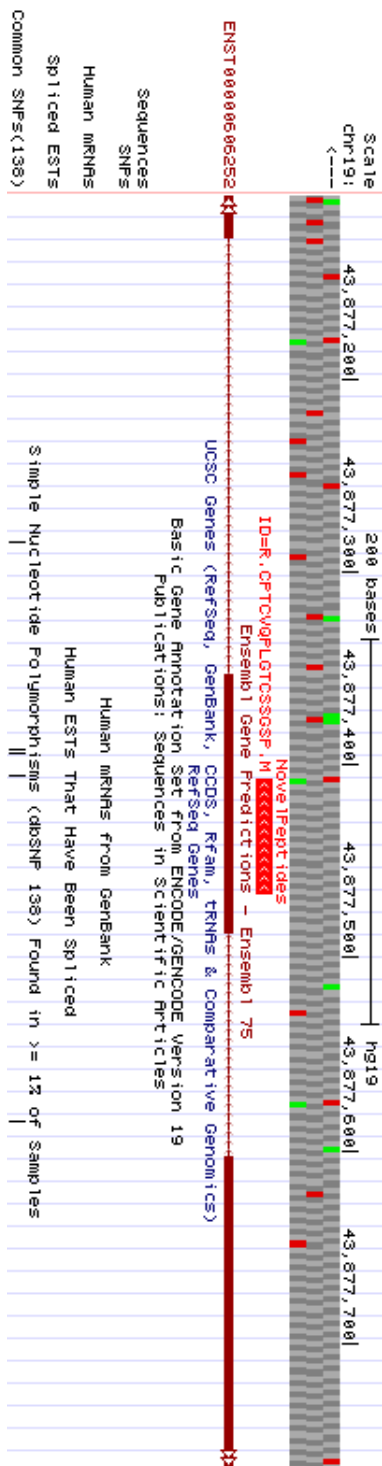 Scale
200 bases
hg19
chr19:
43,877,200|
43,877,300|
43,877,400|
43,877,500|
43,877,600|
43,877,700|
<---
NovelPeptides
ID=R.CPTCVQPLGTCSSGSP.M
Ensembl Gene Predictions - Ensembl 75
ENST00000606252
UCSC Genes (RefSeq, GenBank, CCDS, Rfam, tRNAs & Comparative Genomics)
RefSeq Genes
Basic Gene Annotation Set from ENCODE/GENCODE Version 19
Publications: Sequences in Scientific Articles
Sequences
SNPs
Human mRNAs from GenBank
Human mRNAs
Human ESTs That Have Been Spliced
Spliced ESTs
Simple Nucleotide Polymorphisms (dbSNP 138) Found in >= 1% of Samples
Common SNPs(138)